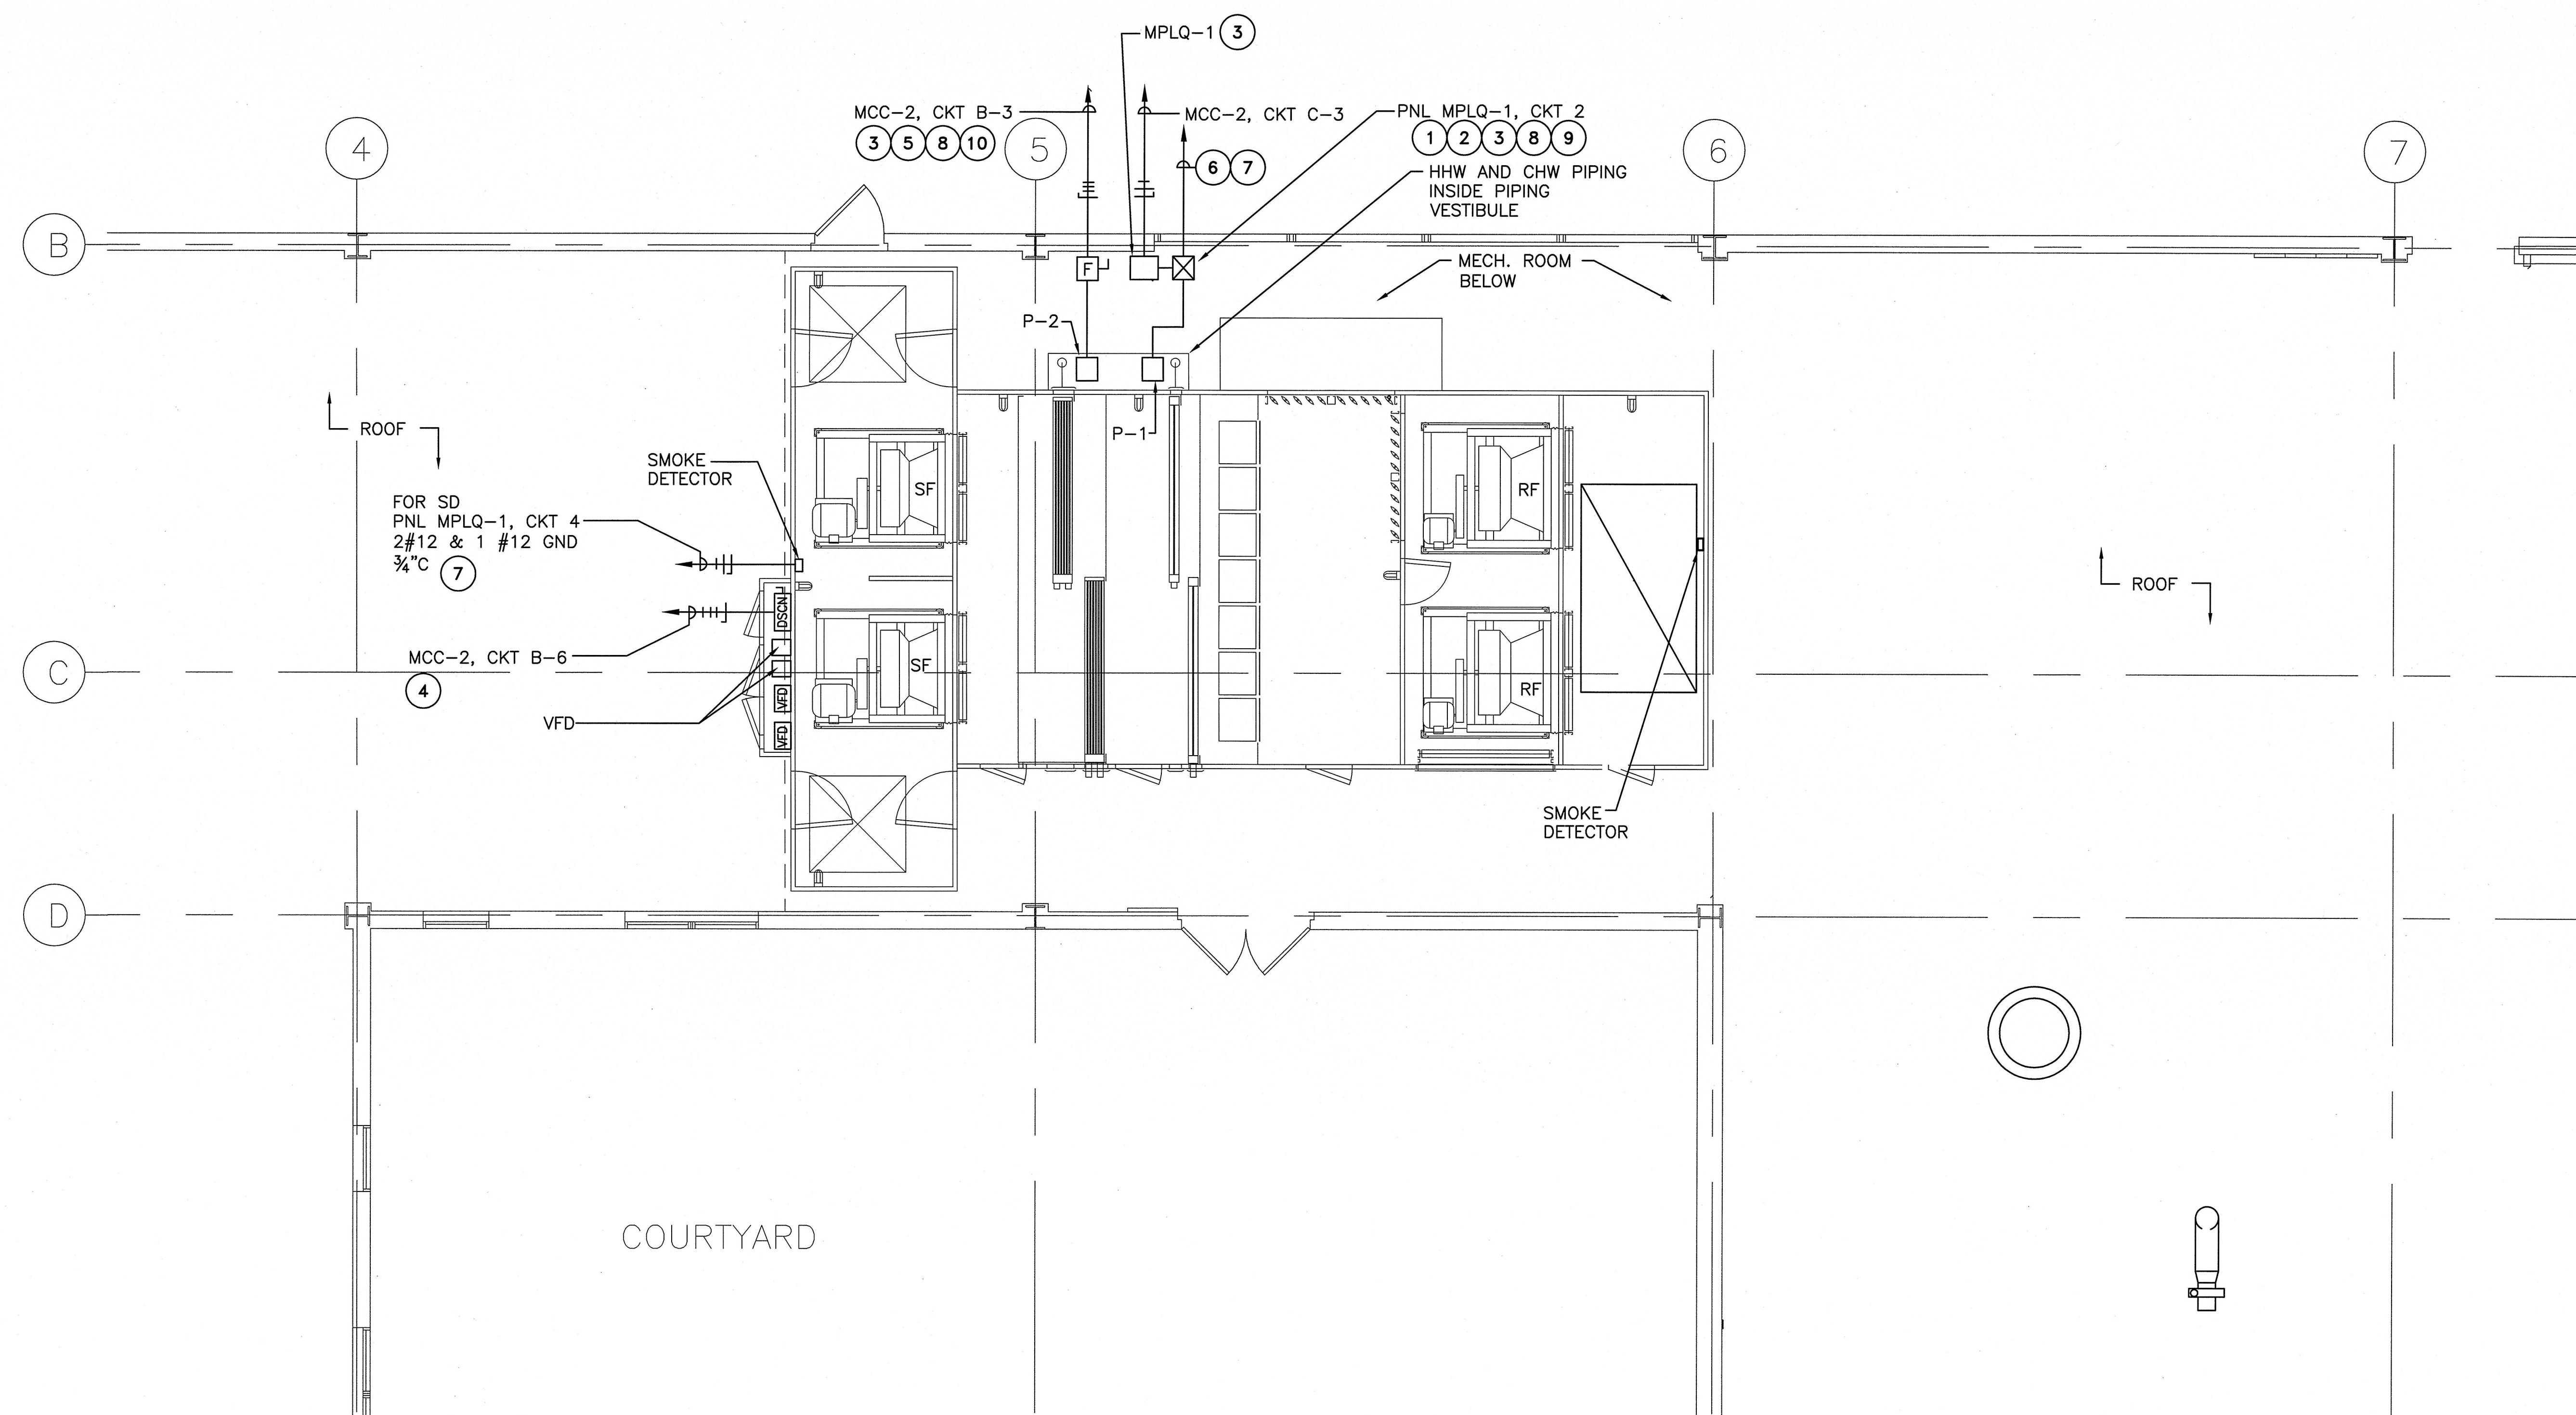 MPLQ-1 3
MCC-2, CKT B-3
3 5 8 10
MCC-2, CKT C-3
6 7
PNL MPLQ-1, CKT 2
1 2 3 8 9
HHW AND CHW PIPING
INSIDE PIPING
VESTIBULE
4
5
6
7
B
F
MECH. ROOM
BELOW
P-2
P-1
ROOF
SMOKE
DETECTOR
FOR SD
PNL MPLQ-1, CKT 4
2#12 & 1 #12 GND
¾"C 7
SF
RF
ROOF
DSCN
MCC-2, CKT B-6
4
C
SF
RF
VFD
VFD
VFD
SMOKE
DETECTOR
D
COURTYARD